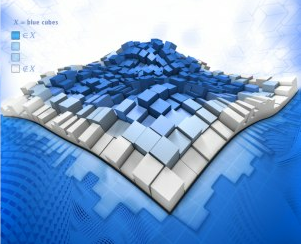 X = blue cubes
∈ X
∉ X